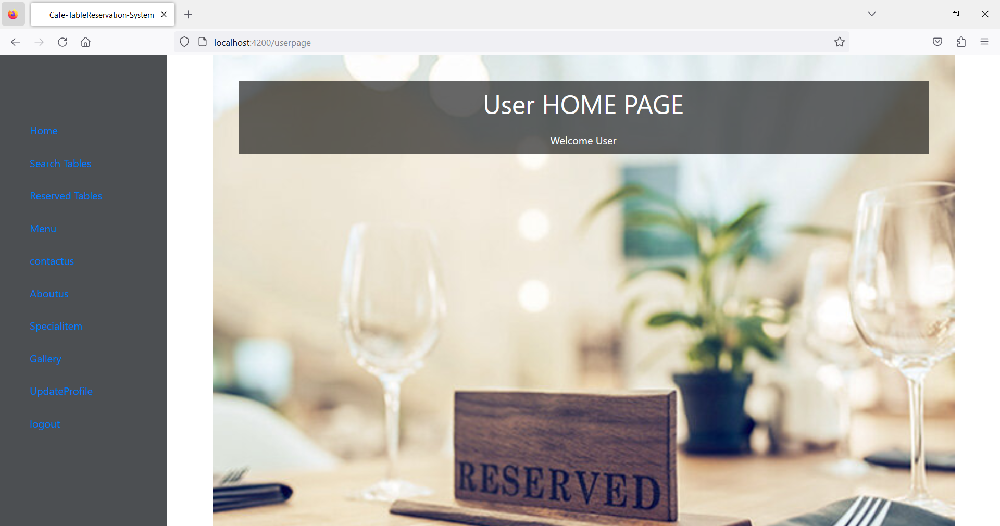 Cafe-TableReservation-System
localhost:4200/userpage
Home
Search Tables
Reserved Tables
Menu
contactus
Aboutus
Specialitem
Gallery
UpdateProfile
logout
User HOME PAGE
Welcome User
RESERVED